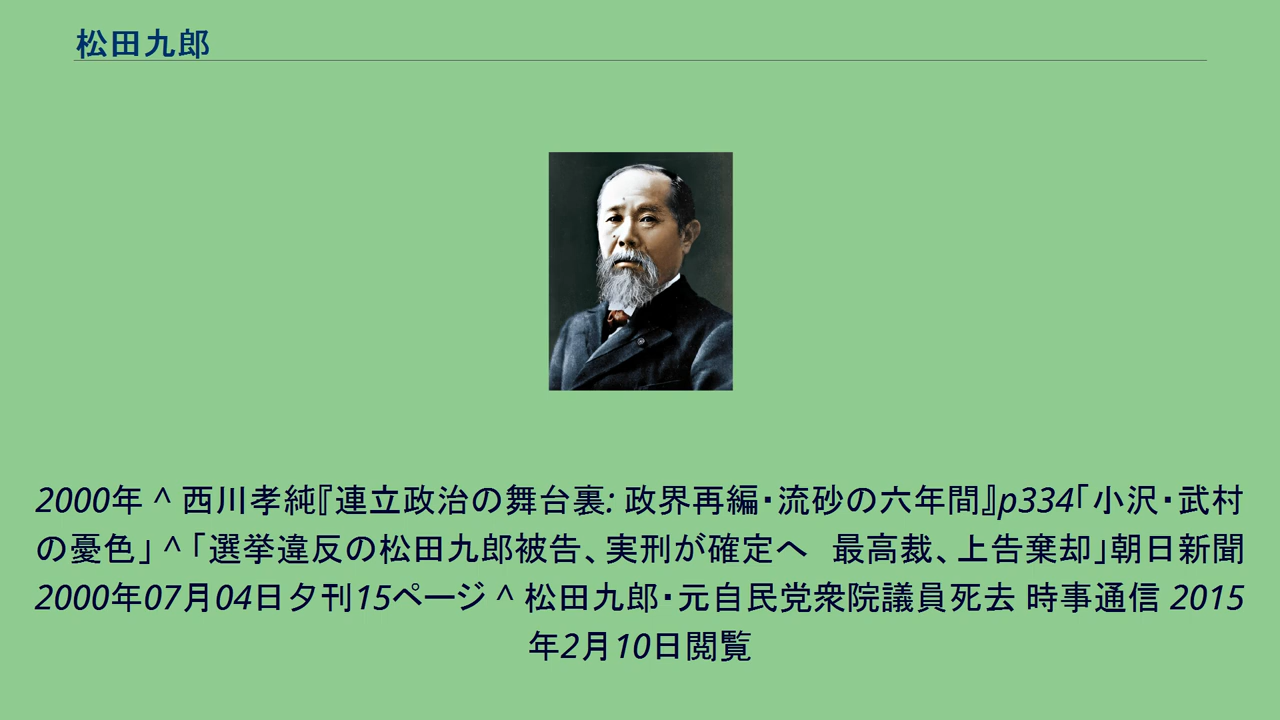 松田九郎
2000年 ^ 西川孝純『連立政治の舞台裏: 政界再編・流砂の六年間』p334「小沢・武村
の憂色」 ^ 「選挙違反の松田九郎被告、実刑が確定へ　最高裁、上告棄却」朝日新聞
2000年07月04日夕刊15ページ ^ 松田九郎・元自民党衆院議員死去 時事通信 2015
年2月10日閲覧